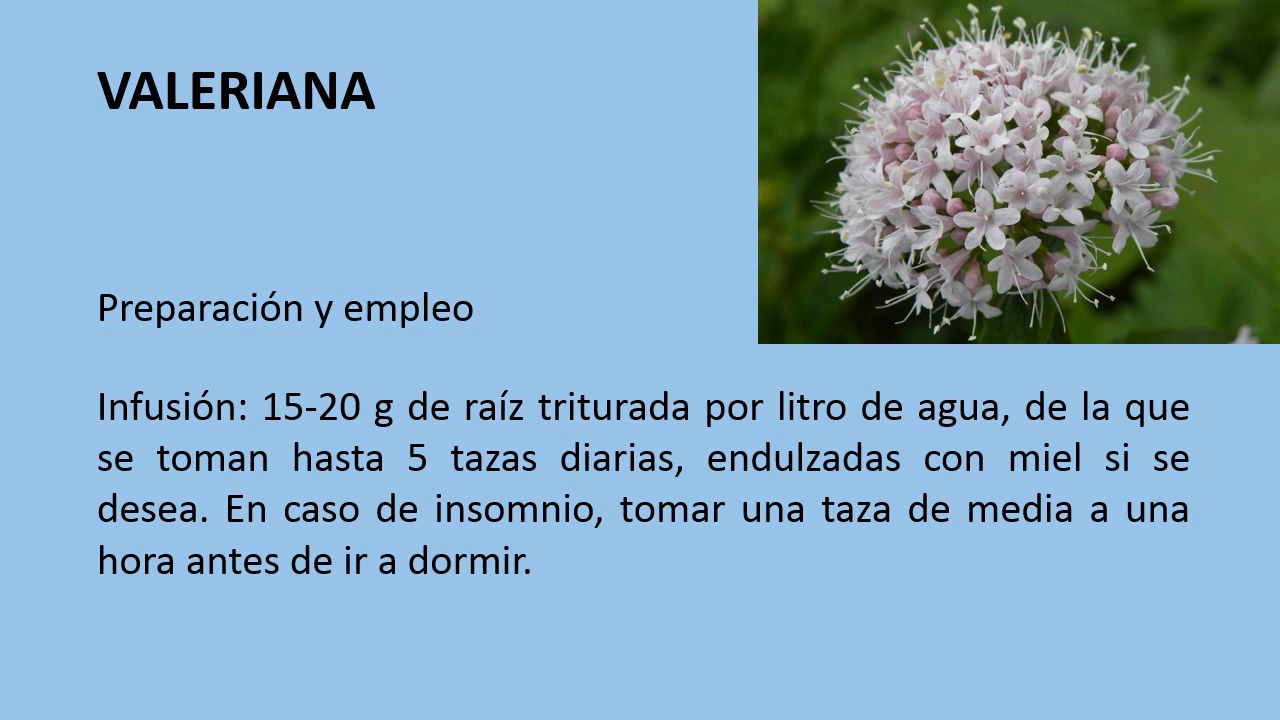 VALERIANA
Preparación y empleo
Infusión: 15-20 g de raíz triturada por litro de agua, de la que
se toman hasta 5 tazas diarias, endulzadas con miel si se
desea. En caso de insomnio, tomar una taza de media a una
hora antes de ir a dormir.